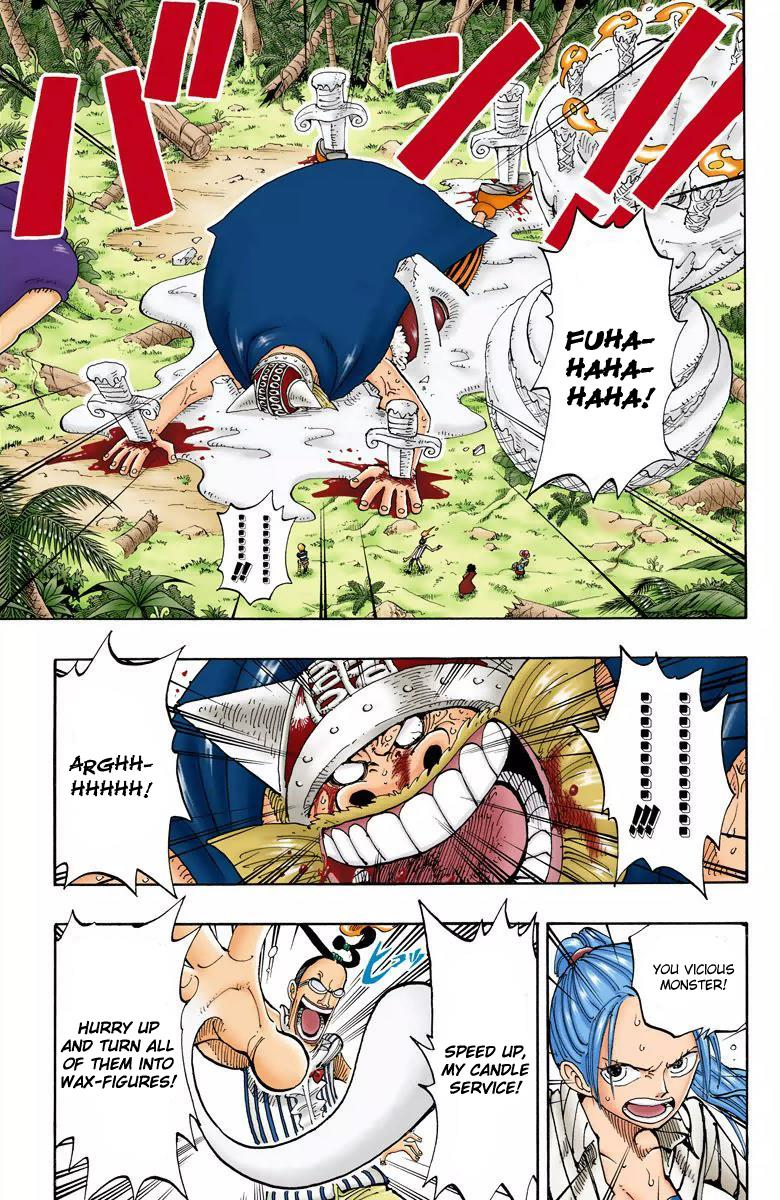 バン!!
FUHA-
HAHA-
HAHA!
......!!
......!!!
ARGHH-
HHHHH!
YOU VICIOUS
MONSTER!
SPEED UP,
MY CANDLE
SERVICE!
HURRY UP
AND TURN ALL
OF THEM INTO
WAX-FIGURES!